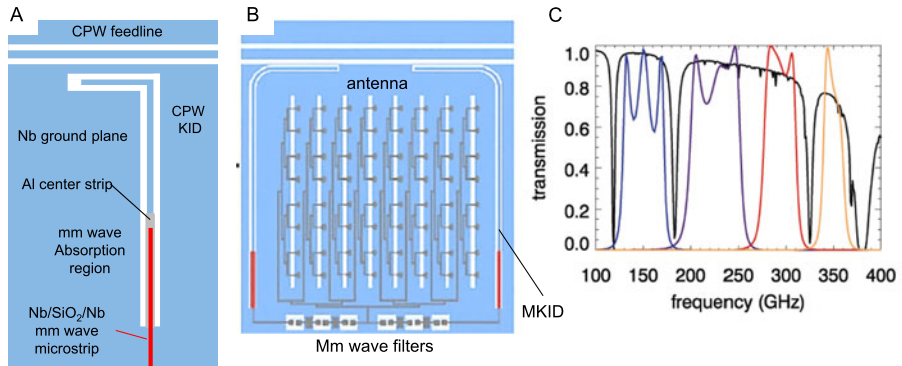 A
CPW feedline
CPW
KID
Nb ground plane
Al center strip
mm wave
Absorption
region
Nb/SiO₂/Nb
mm wave
microstrip
B
antenna
MKID
Mm wave filters
C
transmission
1.0
0.8
0.6
0.4
0.2
0.0
100 150 200 250 300 350 400
frequency (GHz)